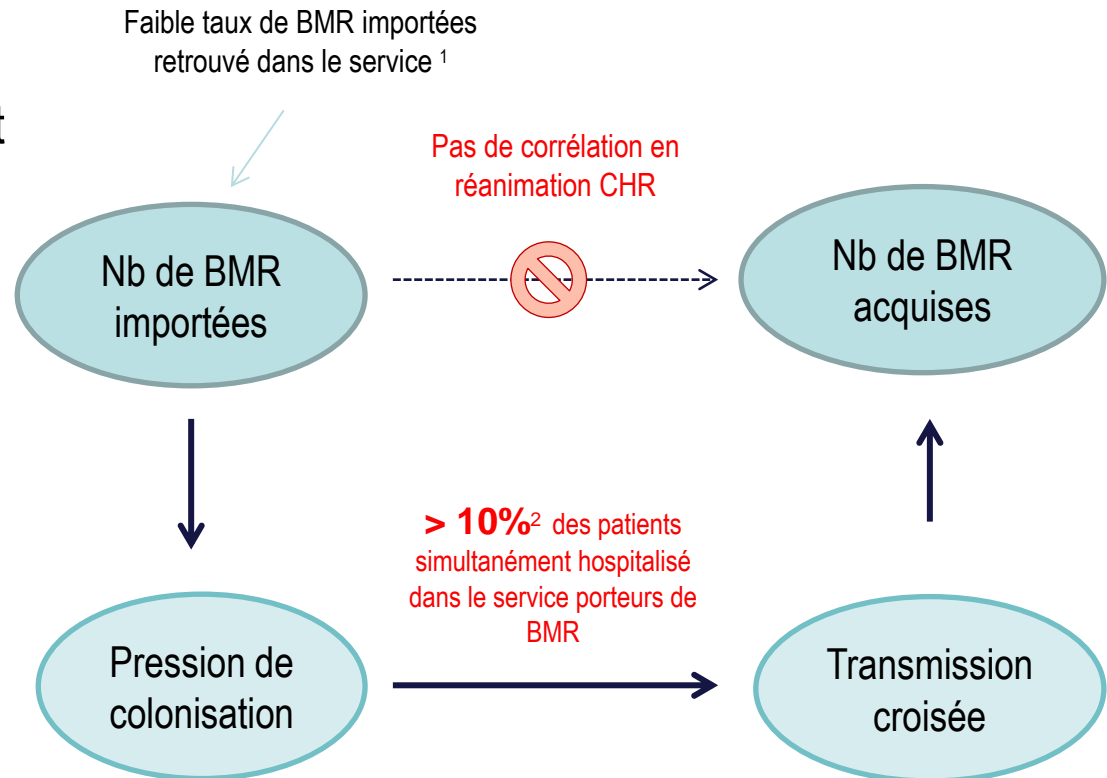 Faible taux de BMR importées
retrouvé dans le service ¹
t
Pas de corrélation en
réanimation CHR
Nb de BMR
importées
Nb de BMR
acquises
> 10%² des patients
simultanément hospitalisé
dans le service porteurs de
BMR
Pression de
colonisation
Transmission
croisée